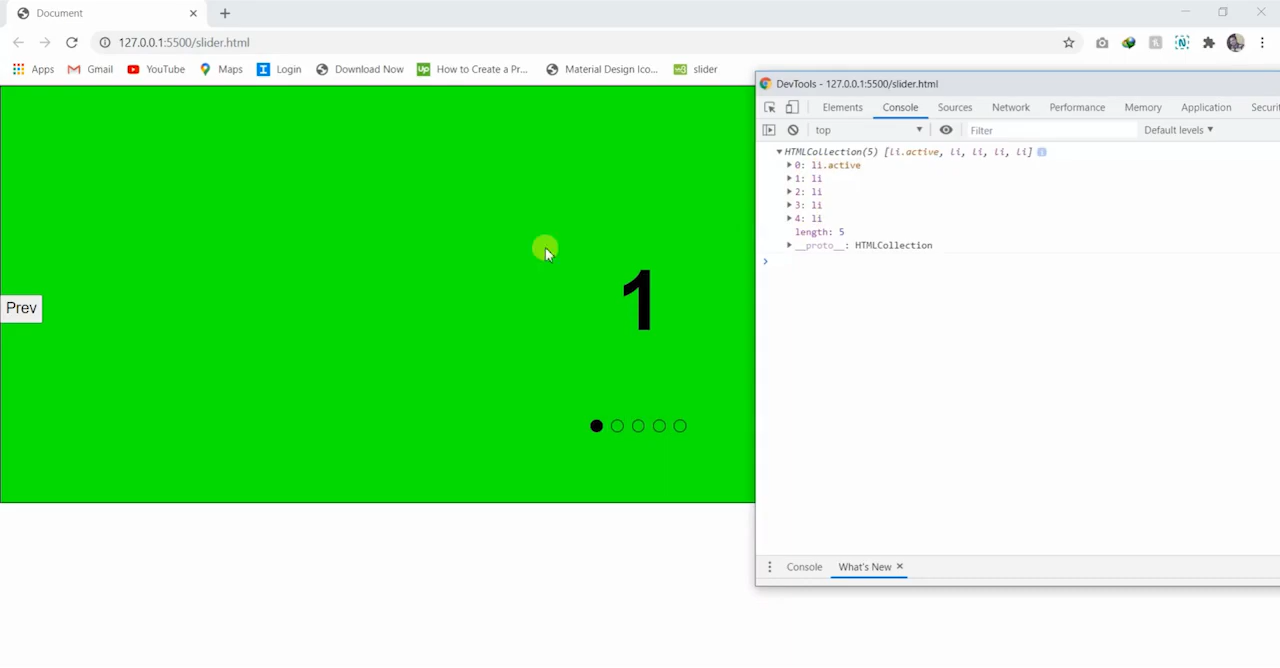 Document
127.0.0.1:5500/slider.html
Apps Gmail YouTube Maps Login Download Now How to Create a Pr... Material Design Ico... slider
DevTools - 127.0.0.1:5500/slider.html
Elements Console Sources Network Performance Memory Application Securi
top Filter Default levels
HTMLCollection(5) [li.active, li, li, li, li]
0: li.active
1: li
2: li
3: li
4: li
length: 5
__proto__: HTMLCollection
1
Prev
Console What's New